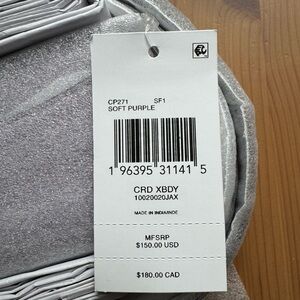 CP271 SF1
SOFT PURPLE
1 96395 31141 5
CRD XBDY
10020020JAX
MADE IN
MFSRP
$150.00 USD
$180.00 CAD